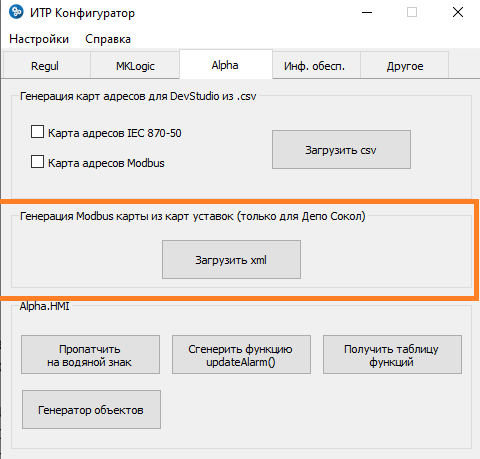 ИТР Конфигуратор
Настройки Справка
Regul MKLogic Alpha Инф. обесп. Другое
Генерация карт адресов для DevStudio из .csv
Карта адресов IEC 870-50
Карта адресов Modbus
Загрузить csv
Генерация Modbus карты из карт уставок (только для Депо Сокол)
Загрузить xml
Alpha.HMI
Пропатчить
на водяной знак
Сгенерить функцию
updateAlarm()
Получить таблицу
функций
Генератор объектов